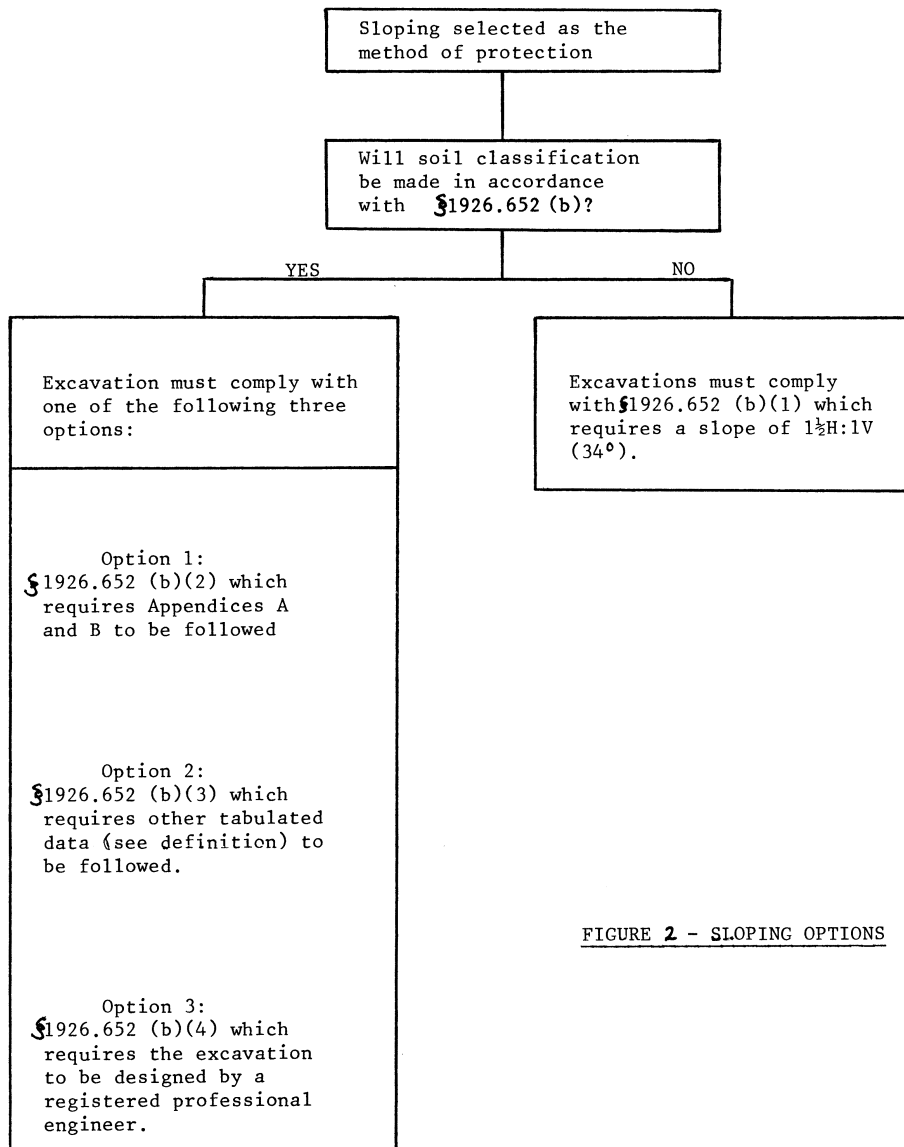 Sloping selected as the
method of protection
Will soil classification
be made in accordance
with §1926.652 (b)?
YES
NO
Excavation must comply with
one of the following three
options:
Option 1:
§1926.652 (b)(2) which
requires Appendices A
and B to be followed
Option 2:
§1926.652 (b)(3) which
requires other tabulated
data (see definition) to
be followed.
Option 3:
§1926.652 (b)(4) which
requires the excavation
to be designed by a
registered professional
engineer.
Excavations must comply
with §1926.652 (b)(1) which
requires a slope of 1½H:1V
(34°).
FIGURE 2 - SLOPING OPTIONS